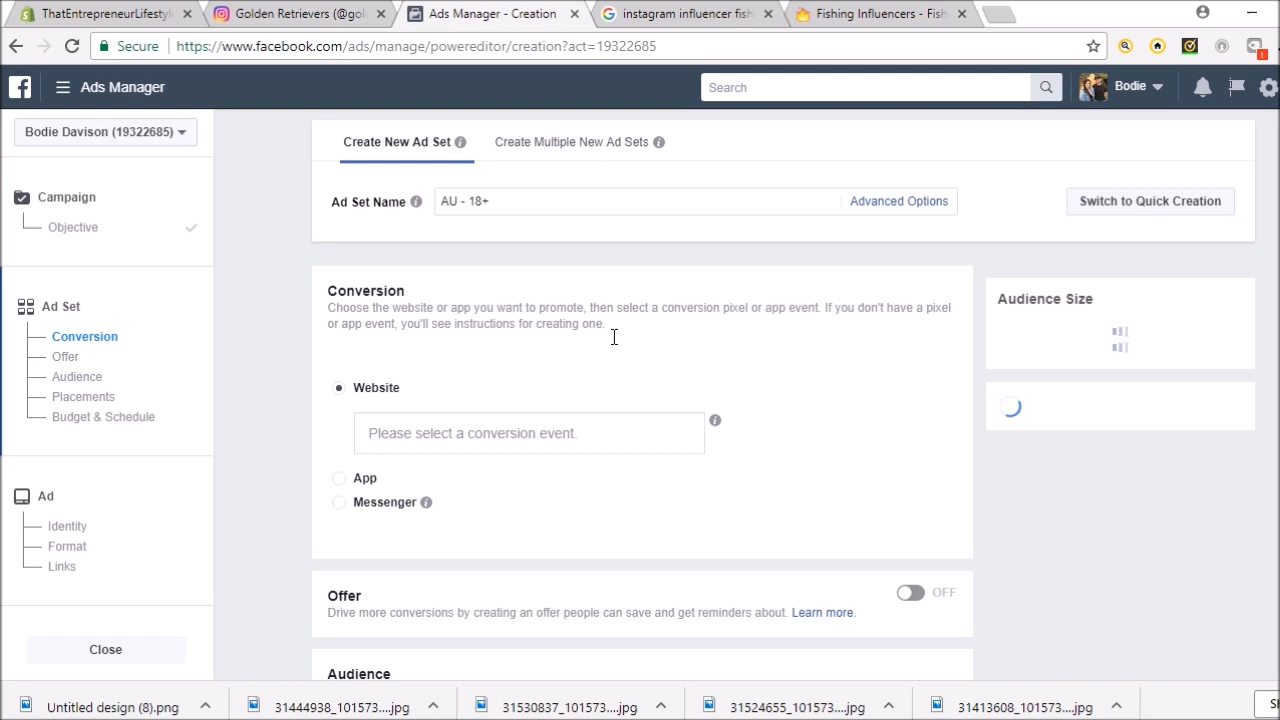 ThatEntrepreneurLifestyle
Golden Retrievers (@gol
Ads Manager - Creation
instagram influencer fish
Fishing Influencers - Fish
Secure
https://www.facebook.com/ads/manage/powereditor/creation?act=19322685
Ads Manager
Search
Bodie
Bodie Davison (19322685)
Campaign
Objective
Ad Set
Conversion
Offer
Audience
Placements
Budget & Schedule
Ad
Identity
Format
Links
Close
Create New Ad Set
Create Multiple New Ad Sets
Ad Set Name
AU - 18+
Advanced Options
Switch to Quick Creation
Conversion
Choose the website or app you want to promote, then select a conversion pixel or app event. If you don't have a pixel
or app event, you'll see instructions for creating one.
Website
Please select a conversion event.
App
Messenger
Offer
OFF
Drive more conversions by creating an offer people can save and get reminders about. Learn more.
Audience
Audience Size
Untitled design (8).png
31444938_101573....jpg
31530837_101573....jpg
31524655_101573....jpg
31413608_101573....jpg
S